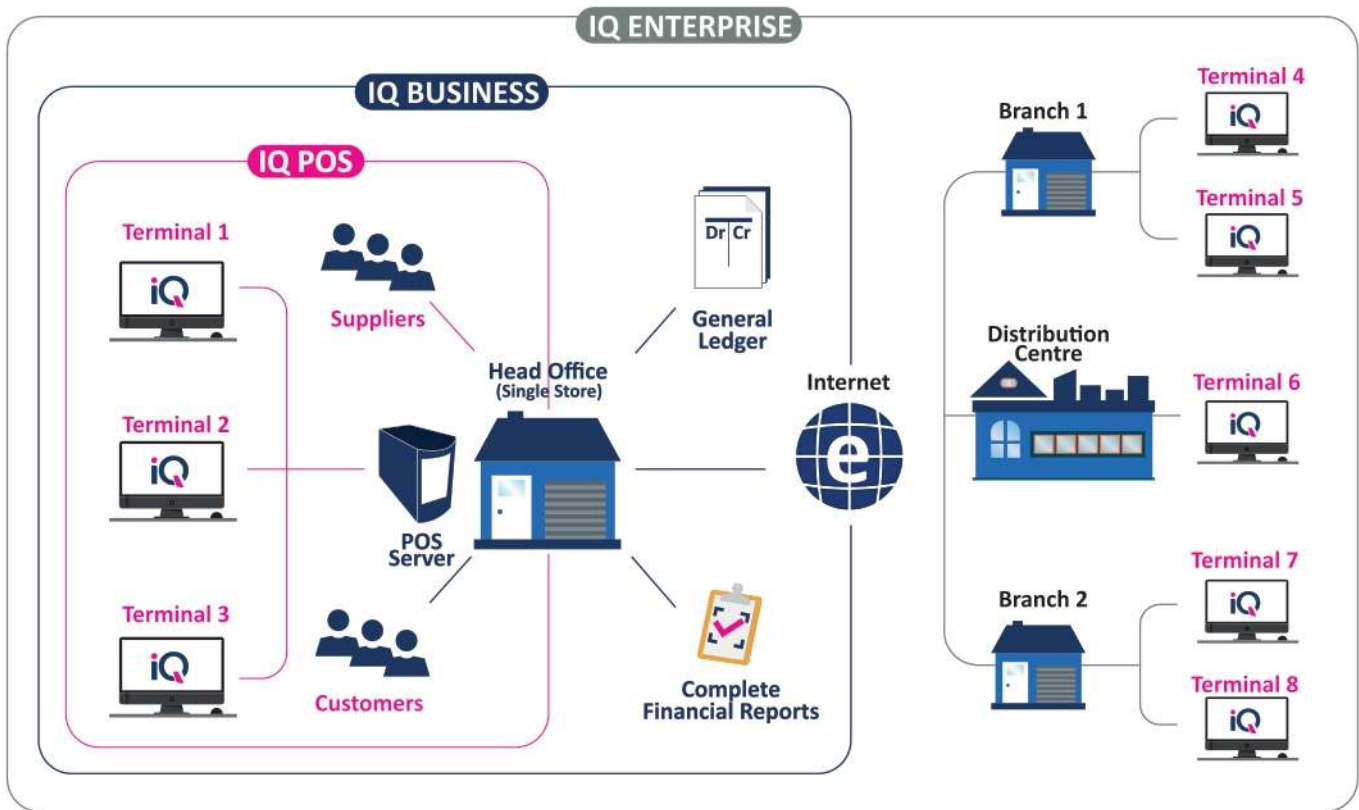 IQ ENTERPRISE
IQ BUSINESS
IQ POS
Terminal 1
iQ
Terminal 2
iQ
Terminal 3
iQ
Suppliers
POS
Server
Customers
Head Office
(Single Store)
Dr Cr
General
Ledger
Complete
Financial Reports
Internet
e
Branch 1
Terminal 4
iQ
Terminal 5
iQ
Distribution
Centre
Terminal 6
iQ
Branch 2
Terminal 7
iQ
Terminal 8
iQ